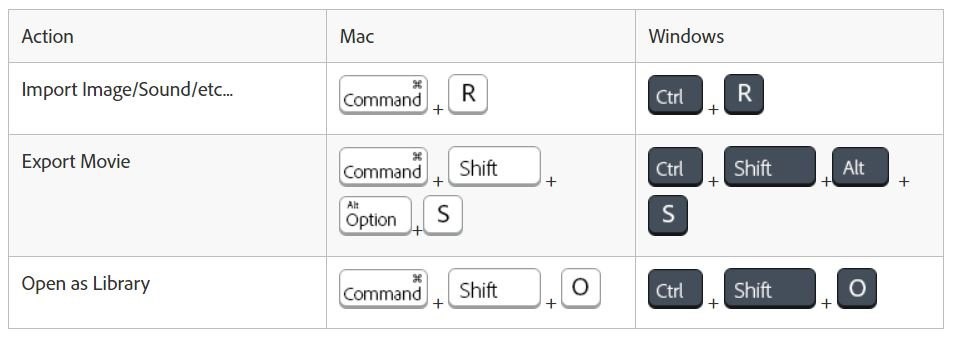 Action Mac Windows
Import Image/Sound/etc... ⌘ Command + R Ctrl + R
Export Movie ⌘ Command + Shift + Ctrl + Shift + Alt +
Alt Option + S S
Open as Library ⌘ Command + Shift + O Ctrl + Shift + O